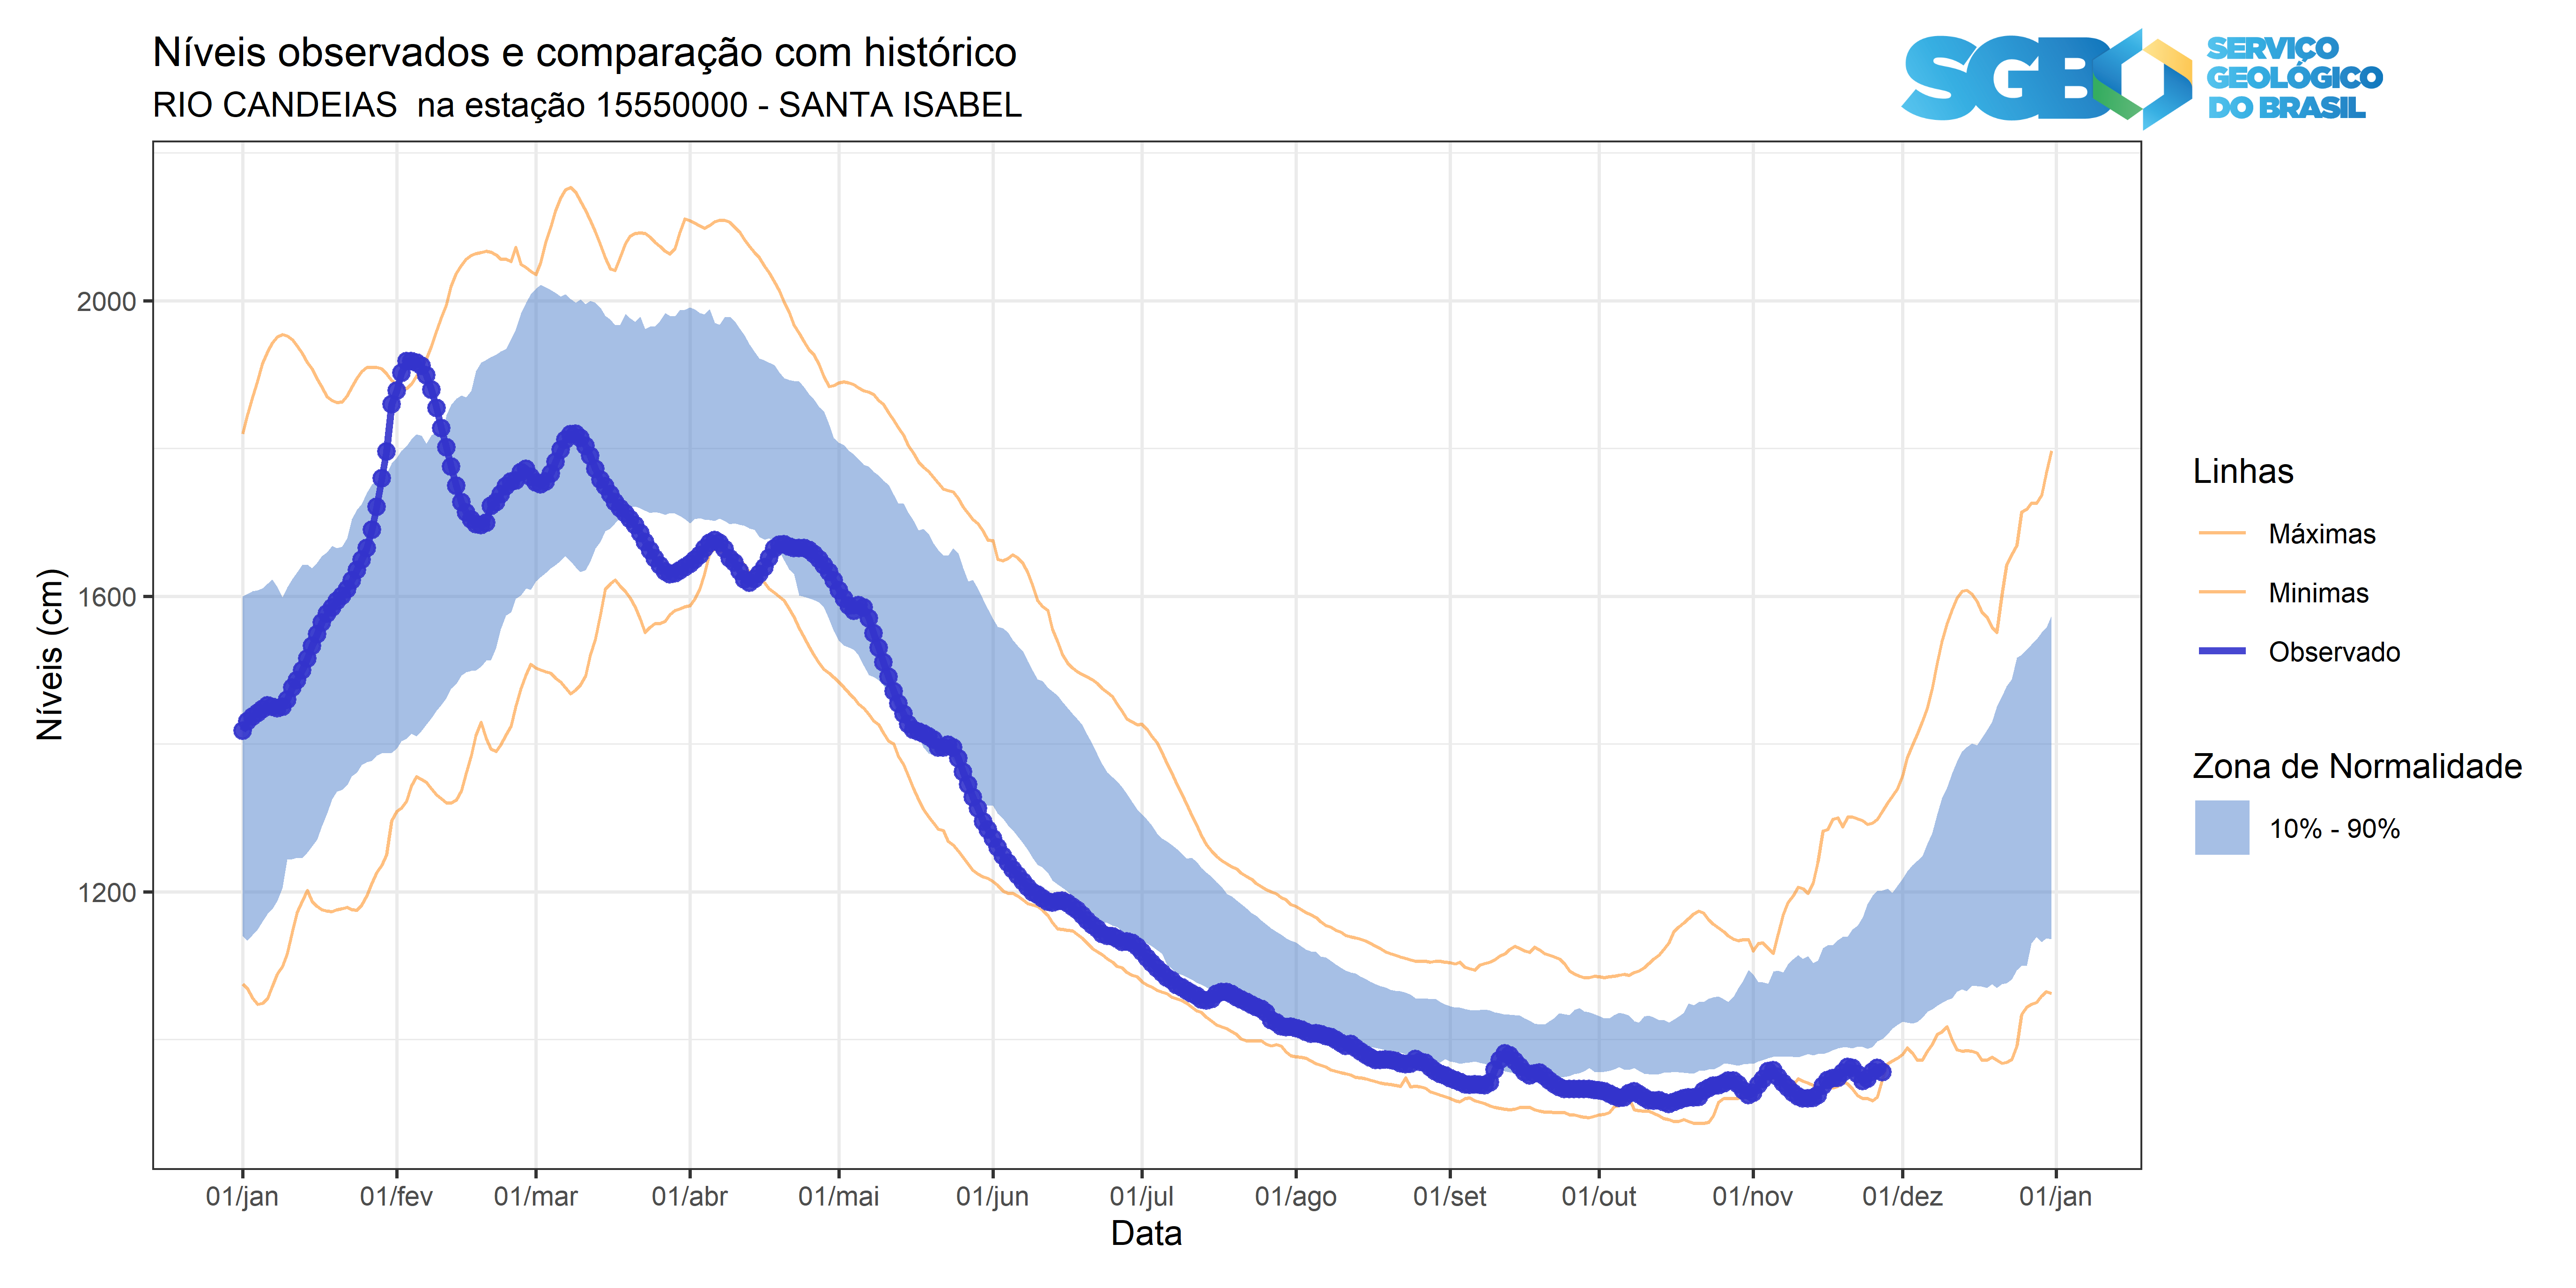 Níveis observados e comparação com histórico
RIO CANDEIAS  na estação 15550000 - SANTA ISABEL
SGB
SERVIÇO
GEOLÓGICO
DO BRASIL
Níveis (cm)
2000
1600
1200
01/jan
01/fev
01/mar
01/abr
01/mai
01/jun
01/jul
01/ago
01/set
01/out
01/nov
01/dez
01/jan
Data
Linhas
Máximas
Minimas
Observado
Zona de Normalidade
10% - 90%